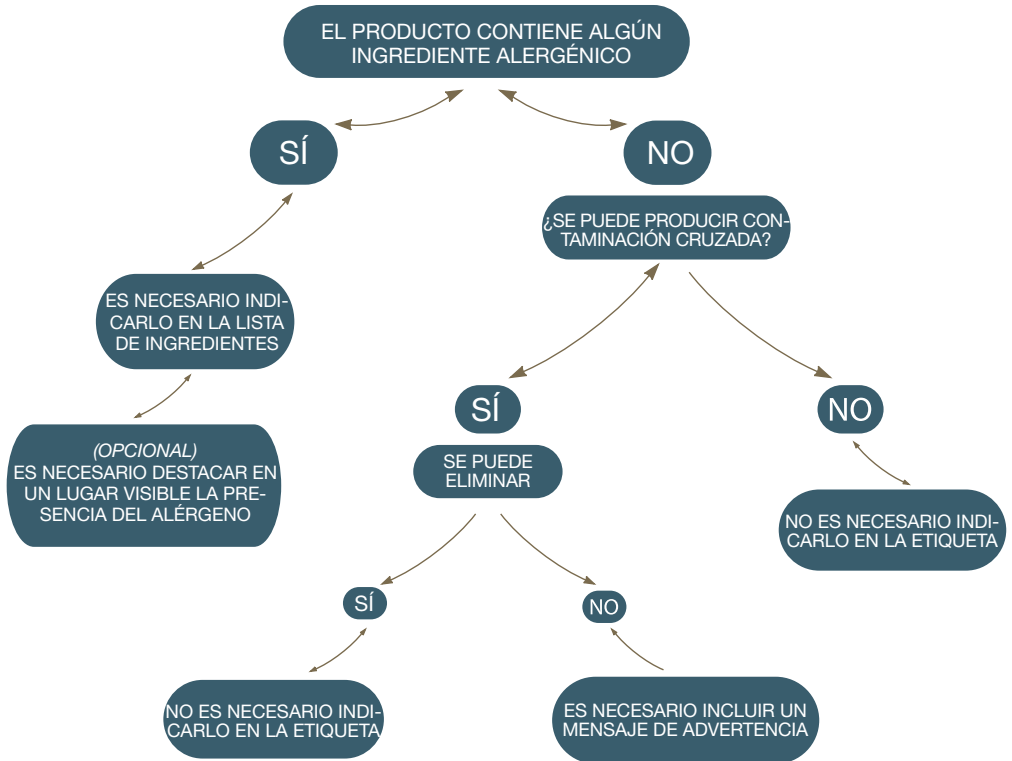 EL PRODUCTO CONTIENE ALGÚN
INGREDIENTE ALERGÉNICO
SÍ
NO
¿SE PUEDE PRODUCIR CON-
TAMINACIÓN CRUZADA?
ES NECESARIO INDI-
CARLO EN LA LISTA
DE INGREDIENTES
SÍ
NO
(OPCIONAL)
ES NECESARIO DESTACAR EN
UN LUGAR VISIBLE LA PRE-
SENCIA DEL ALÉRGENO
SE PUEDE
ELIMINAR
NO ES NECESARIO INDI-
CARLO EN LA ETIQUETA
SÍ
NO
NO ES NECESARIO INDI-
CARLO EN LA ETIQUETA
ES NECESARIO INCLUIR UN
MENSAJE DE ADVERTENCIA